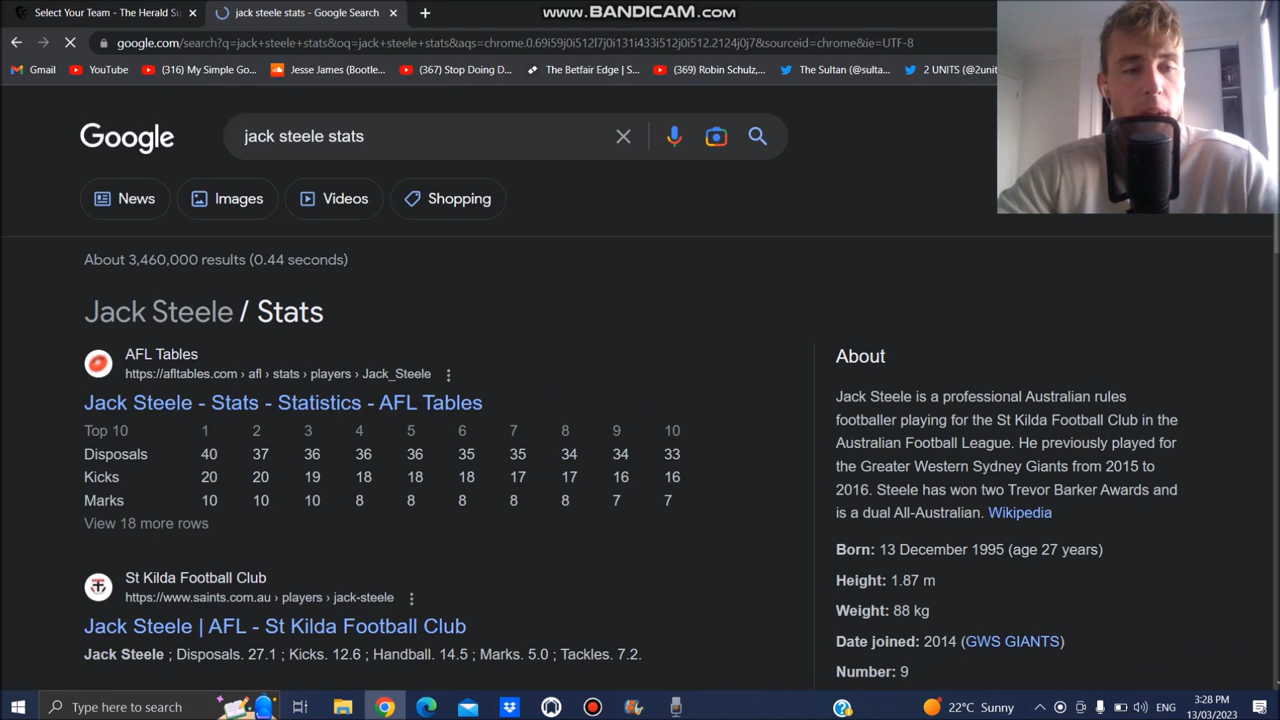 Select Your Team - The Herald Su
jack steele stats - Google Search
www.BANDICAM.com
google.com/search?q=jack+steele+stats&oq=jack+steele+stats&aqs=chrome.0.69i59j0i512l7j0i131i433i512j0i512.2124j0j7&sourceid=chrome&ie=UTF-8
Gmail
YouTube
(316) My Simple Go...
Jesse James (Bootle...
(367) Stop Doing D...
The Betfair Edge | S...
(369) Robin Schulz,...
The Sultan (@sulta...
2 UNITS (@2unit
Google
jack steele stats
News
Images
Videos
Shopping
About 3,460,000 results (0.44 seconds)
Jack Steele / Stats
AFL Tables
https://afltables.com › afl › stats › players › Jack_Steele
Jack Steele - Stats - Statistics - AFL Tables
Top 10 1 2 3 4 5 6 7 8 9 10
Disposals 40 37 36 36 36 35 35 34 34 33
Kicks 20 20 19 18 18 18 17 17 16 16
Marks 10 10 10 8 8 8 8 8 7 7
View 18 more rows
St Kilda Football Club
https://www.saints.com.au › players › jack-steele
Jack Steele | AFL - St Kilda Football Club
Jack Steele ; Disposals. 27.1 ; Kicks. 12.6 ; Handball. 14.5 ; Marks. 5.0 ; Tackles. 7.2.
About
Jack Steele is a professional Australian rules
footballer playing for the St Kilda Football Club in the
Australian Football League. He previously played for
the Greater Western Sydney Giants from 2015 to
2016. Steele has won two Trevor Barker Awards and
is a dual All-Australian. Wikipedia
Born: 13 December 1995 (age 27 years)
Height: 1.87 m
Weight: 88 kg
Date joined: 2014 (GWS GIANTS)
Number: 9
Type here to search
22°C Sunny
ENG
3:28 PM
13/03/2023